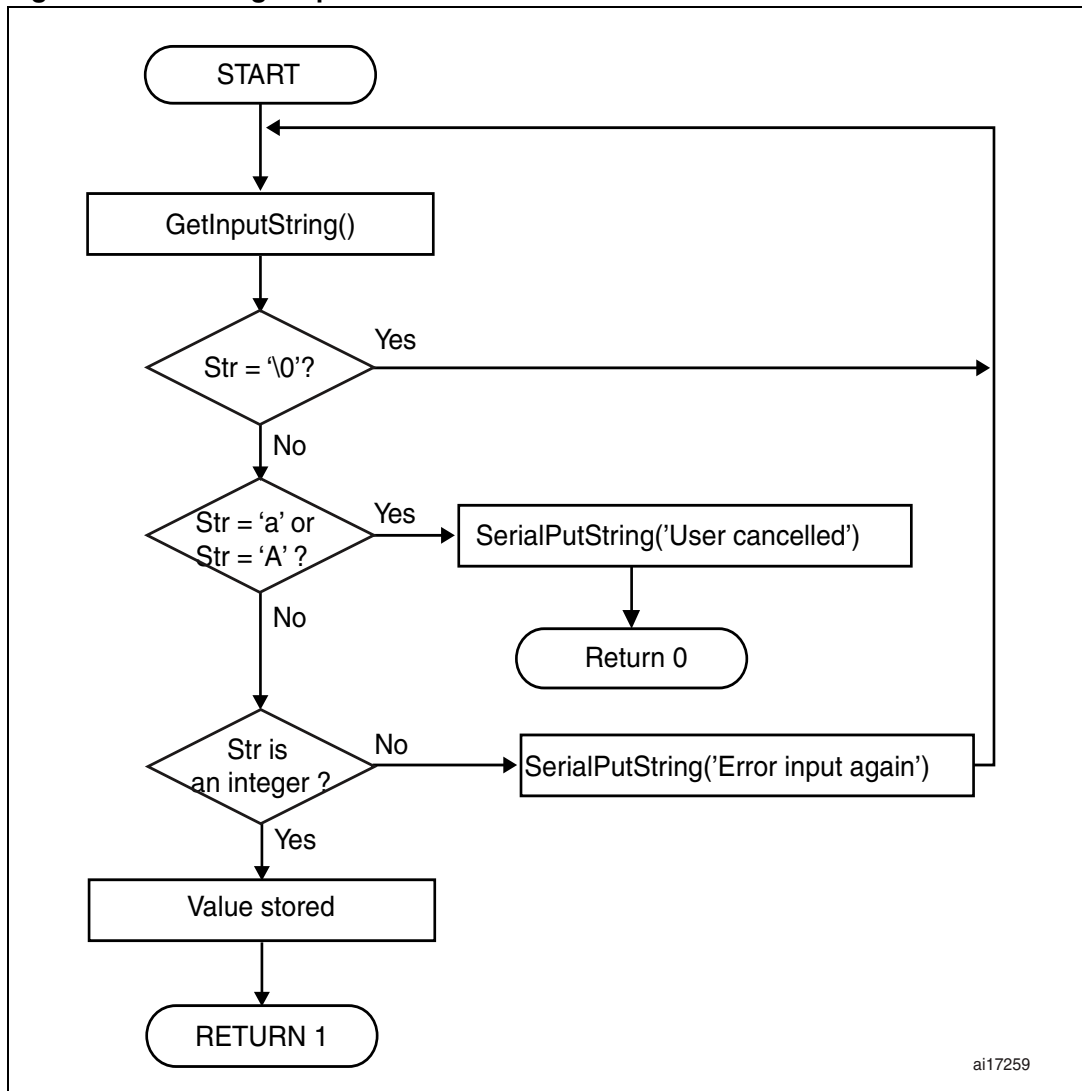 START
GetInputString()
Str = ‘\0’?
Yes
No
Str = ‘a’ or
Str = ‘A’ ?
Yes
SerialPutString(’User cancelled’)
No
Return 0
Str is
an integer ?
No
SerialPutString(’Error input again’)
Yes
Value stored
RETURN 1
ai17259